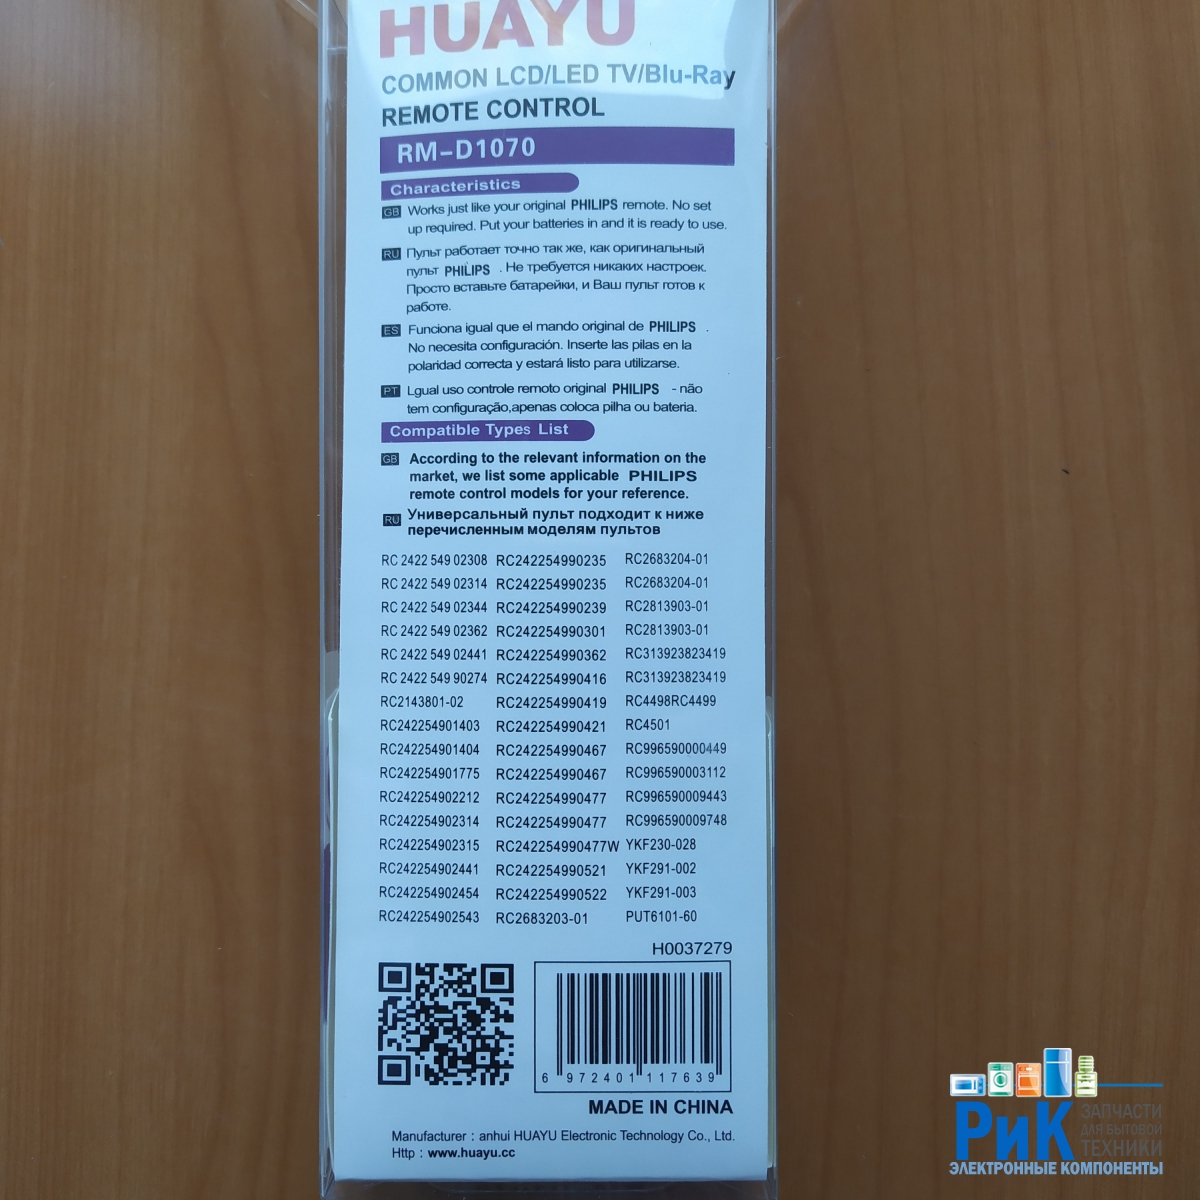 HUAYU
COMMON LCD/LED TV/Blu-Ray
REMOTE CONTROL
RM-D1070
Characteristics
GB Works just like your original PHILIPS remote. No set
up required. Put your batteries in and it is ready to use.
RU Пульт работает точно так же, как оригинальный
пульт PHILIPS . Не требуется никаких настроек.
Просто вставьте батарейки, и Ваш пульт готов к
работе.
ES Funciona igual que el mando original de PHILIPS .
No necesita configuración. Inserte las pilas en la
polaridad correcta y estará listo para utilizarse.
PT Lgual uso controle remoto original PHILIPS - não
tem configuração,apenas coloca pilha ou bateria.
Compatible Types List
GB According to the relevant information on the
market, we list some applicable PHILIPS
remote control models for your reference.
RU Универсальный пульт подходит к ниже
перечисленным моделям пультов
RC 2422 549 02308 RC242254990235 RC2683204-01
RC 2422 549 02314 RC242254990235 RC2683204-01
RC 2422 549 02344 RC242254990239 RC2813903-01
RC 2422 549 02362 RC242254990301 RC2813903-01
RC 2422 549 02441 RC242254990362 RC313923823419
RC 2422 549 90274 RC242254990416 RC313923823419
RC2143801-02 RC242254990419 RC4498RC4499
RC242254901403 RC242254990421 RC4501
RC242254901404 RC242254990467 RC996590000449
RC242254901775 RC242254990467 RC996590003112
RC242254902212 RC242254990477 RC996590009443
RC242254902314 RC242254990477 RC996590009748
RC242254902315 RC242254990477W YKF230-028
RC242254902441 RC242254990521 YKF291-002
RC242254902454 RC242254990522 YKF291-003
RC242254902543 RC2683203-01 PUT6101-60
H0037279
6 972401 117639
MADE IN CHINA
Manufacturer : anhui HUAYU Electronic Technology Co., Ltd.
Http : www.huayu.cc
РиК
ЗАПЧАСТИ
ДЛЯ БЫТОВОЙ
ТЕХНИКИ
ЭЛЕКТРОННЫЕ КОМПОНЕНТЫ